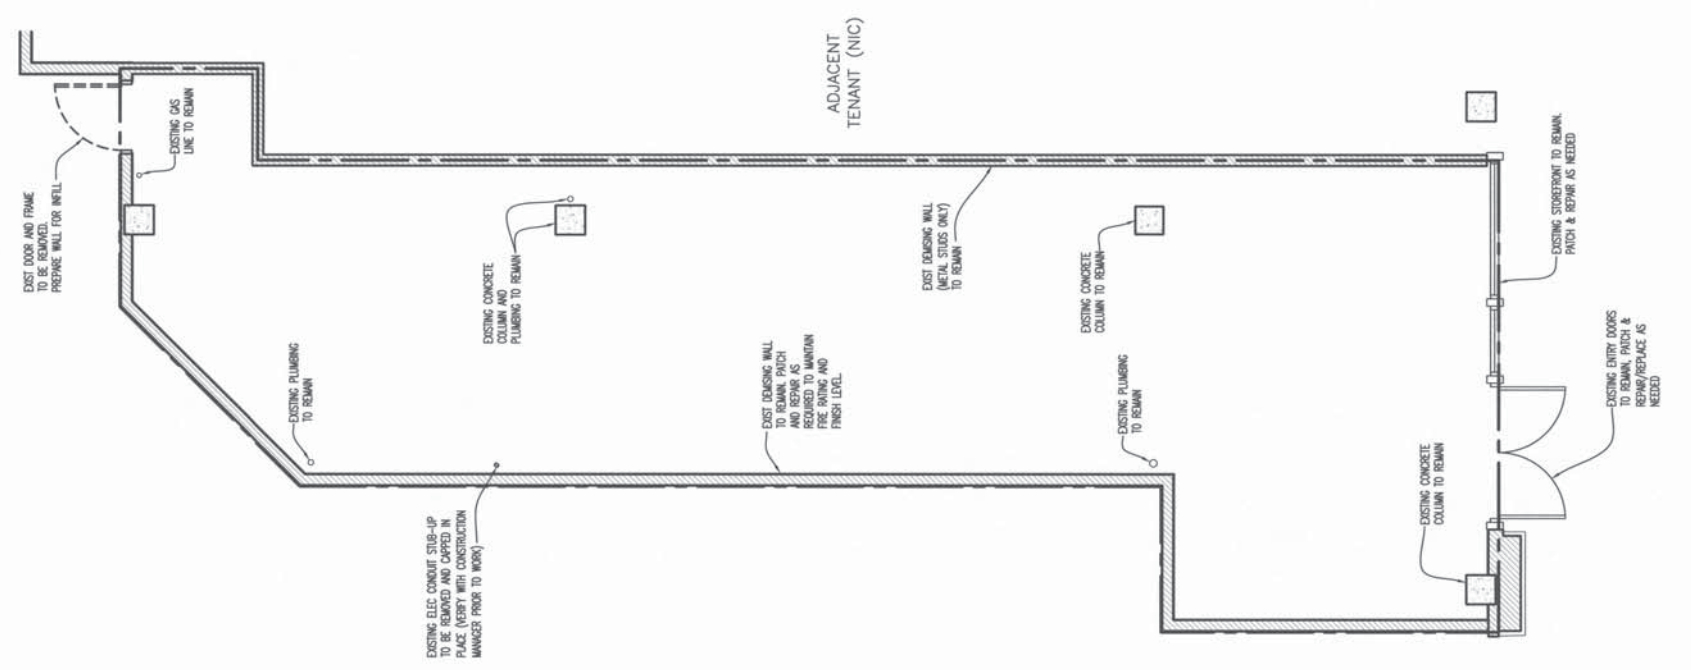 EXIST DOOR AND FRAME
TO BE REMOVED.
PREPARE WALL FOR INFILL
EXISTING GAS
LINE TO REMAIN
EXISTING PLUMBING
TO REMAIN
EXISTING ELEC CONDUIT STUB-UP
TO BE REMOVED AND CAPPED IN
PLACE (VERIFY WITH CONSTRUCTION
MANAGER PRIOR TO WORK)
EXISTING CONCRETE
COLUMN AND
PLUMBING TO REMAIN
EXIST DEMISING WALL
TO REMAIN. PATCH
AND REPAIR AS
REQUIRED TO MAINTAIN
FIRE RATING AND
FINISH LEVEL.
ADJACENT
TENANT (NIC)
EXIST DEMISING WALL
(METAL STUDS ONLY)
TO REMAIN
EXISTING CONCRETE
COLUMN TO REMAIN
EXISTING PLUMBING
TO REMAIN
EXISTING CONCRETE
COLUMN TO REMAIN
EXISTING STOREFRONT TO REMAIN.
PATCH & REPAIR AS NEEDED
EXISTING ENTRY DOORS
TO REMAIN, PATCH &
REPAIR/REPLACE AS
NEEDED